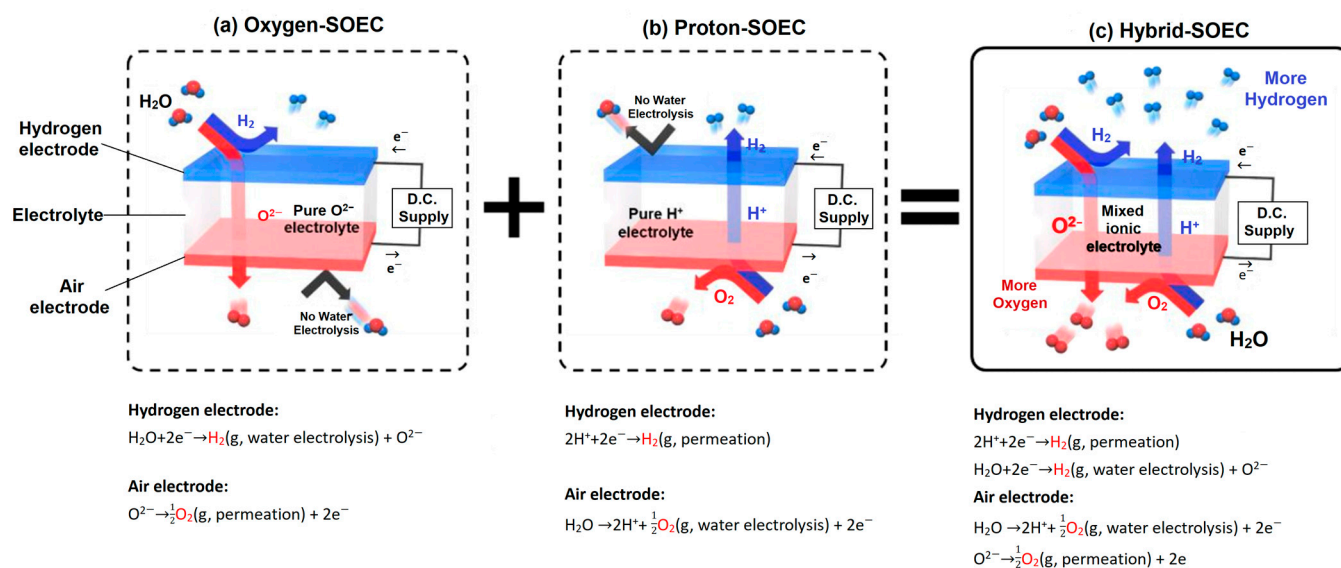 (a) Oxygen-SOEC
H₂O
H₂
Hydrogen
electrode
e⁻
←
D.C.
Supply
Electrolyte
O²⁻
Pure O²⁻
electrolyte
→
e⁻
Air
electrode
No Water
Electrolysis
+
(b) Proton-SOEC
No Water
Electrolysis
H₂
e⁻
←
D.C.
Supply
Pure H⁺
electrolyte
H⁺
→
e⁻
O₂
=
(c) Hybrid-SOEC
More
Hydrogen
H₂
H₂
e⁻
←
D.C.
Supply
O²⁻
Mixed
ionic
electrolyte
H⁺
→
e⁻
More
Oxygen
O₂
H₂O
Hydrogen electrode:
H₂O+2e⁻→H₂(g, water electrolysis) + O²⁻
Air electrode:
O²⁻→½O₂(g, permeation) + 2e⁻
Hydrogen electrode:
2H⁺+2e⁻→H₂(g, permeation)
Air electrode:
H₂O →2H⁺+ ½O₂(g, water electrolysis) + 2e⁻
Hydrogen electrode:
2H⁺+2e⁻→H₂(g, permeation)
H₂O+2e⁻→H₂(g, water electrolysis) + O²⁻
Air electrode:
H₂O →2H⁺+ ½O₂(g, water electrolysis) + 2e⁻
O²⁻→½O₂(g, permeation) + 2e